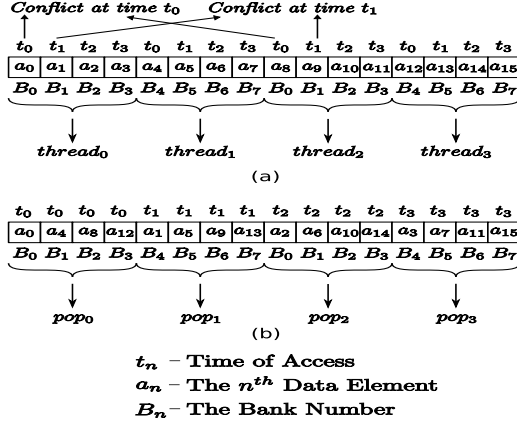 Conflict at time t₀ Conflict at time t₁
t₀ t₁ t₂ t₃ t₀ t₁ t₂ t₃ t₀ t₁ t₂ t₃ t₀ t₁ t₂ t₃
a₀ a₁ a₂ a₃ a₄ a₅ a₆ a₇ a₈ a₉ a₁₀ a₁₁ a₁₂ a₁₃ a₁₄ a₁₅
B₀ B₁ B₂ B₃ B₄ B₅ B₆ B₇ B₀ B₁ B₂ B₃ B₄ B₅ B₆ B₇
thread₀ thread₁ thread₂ thread₃
(a)
t₀ t₀ t₀ t₀ t₁ t₁ t₁ t₁ t₂ t₂ t₂ t₂ t₃ t₃ t₃ t₃
a₀ a₄ a₈ a₁₂ a₁ a₅ a₉ a₁₃ a₂ a₆ a₁₀ a₁₄ a₃ a₇ a₁₁ a₁₅
B₀ B₁ B₂ B₃ B₄ B₅ B₆ B₇ B₀ B₁ B₂ B₃ B₄ B₅ B₆ B₇
pop₀ pop₁ pop₂ pop₃
(b)
tₙ – Time of Access
aₙ – The nᵗʰ Data Element
Bₙ – The Bank Number